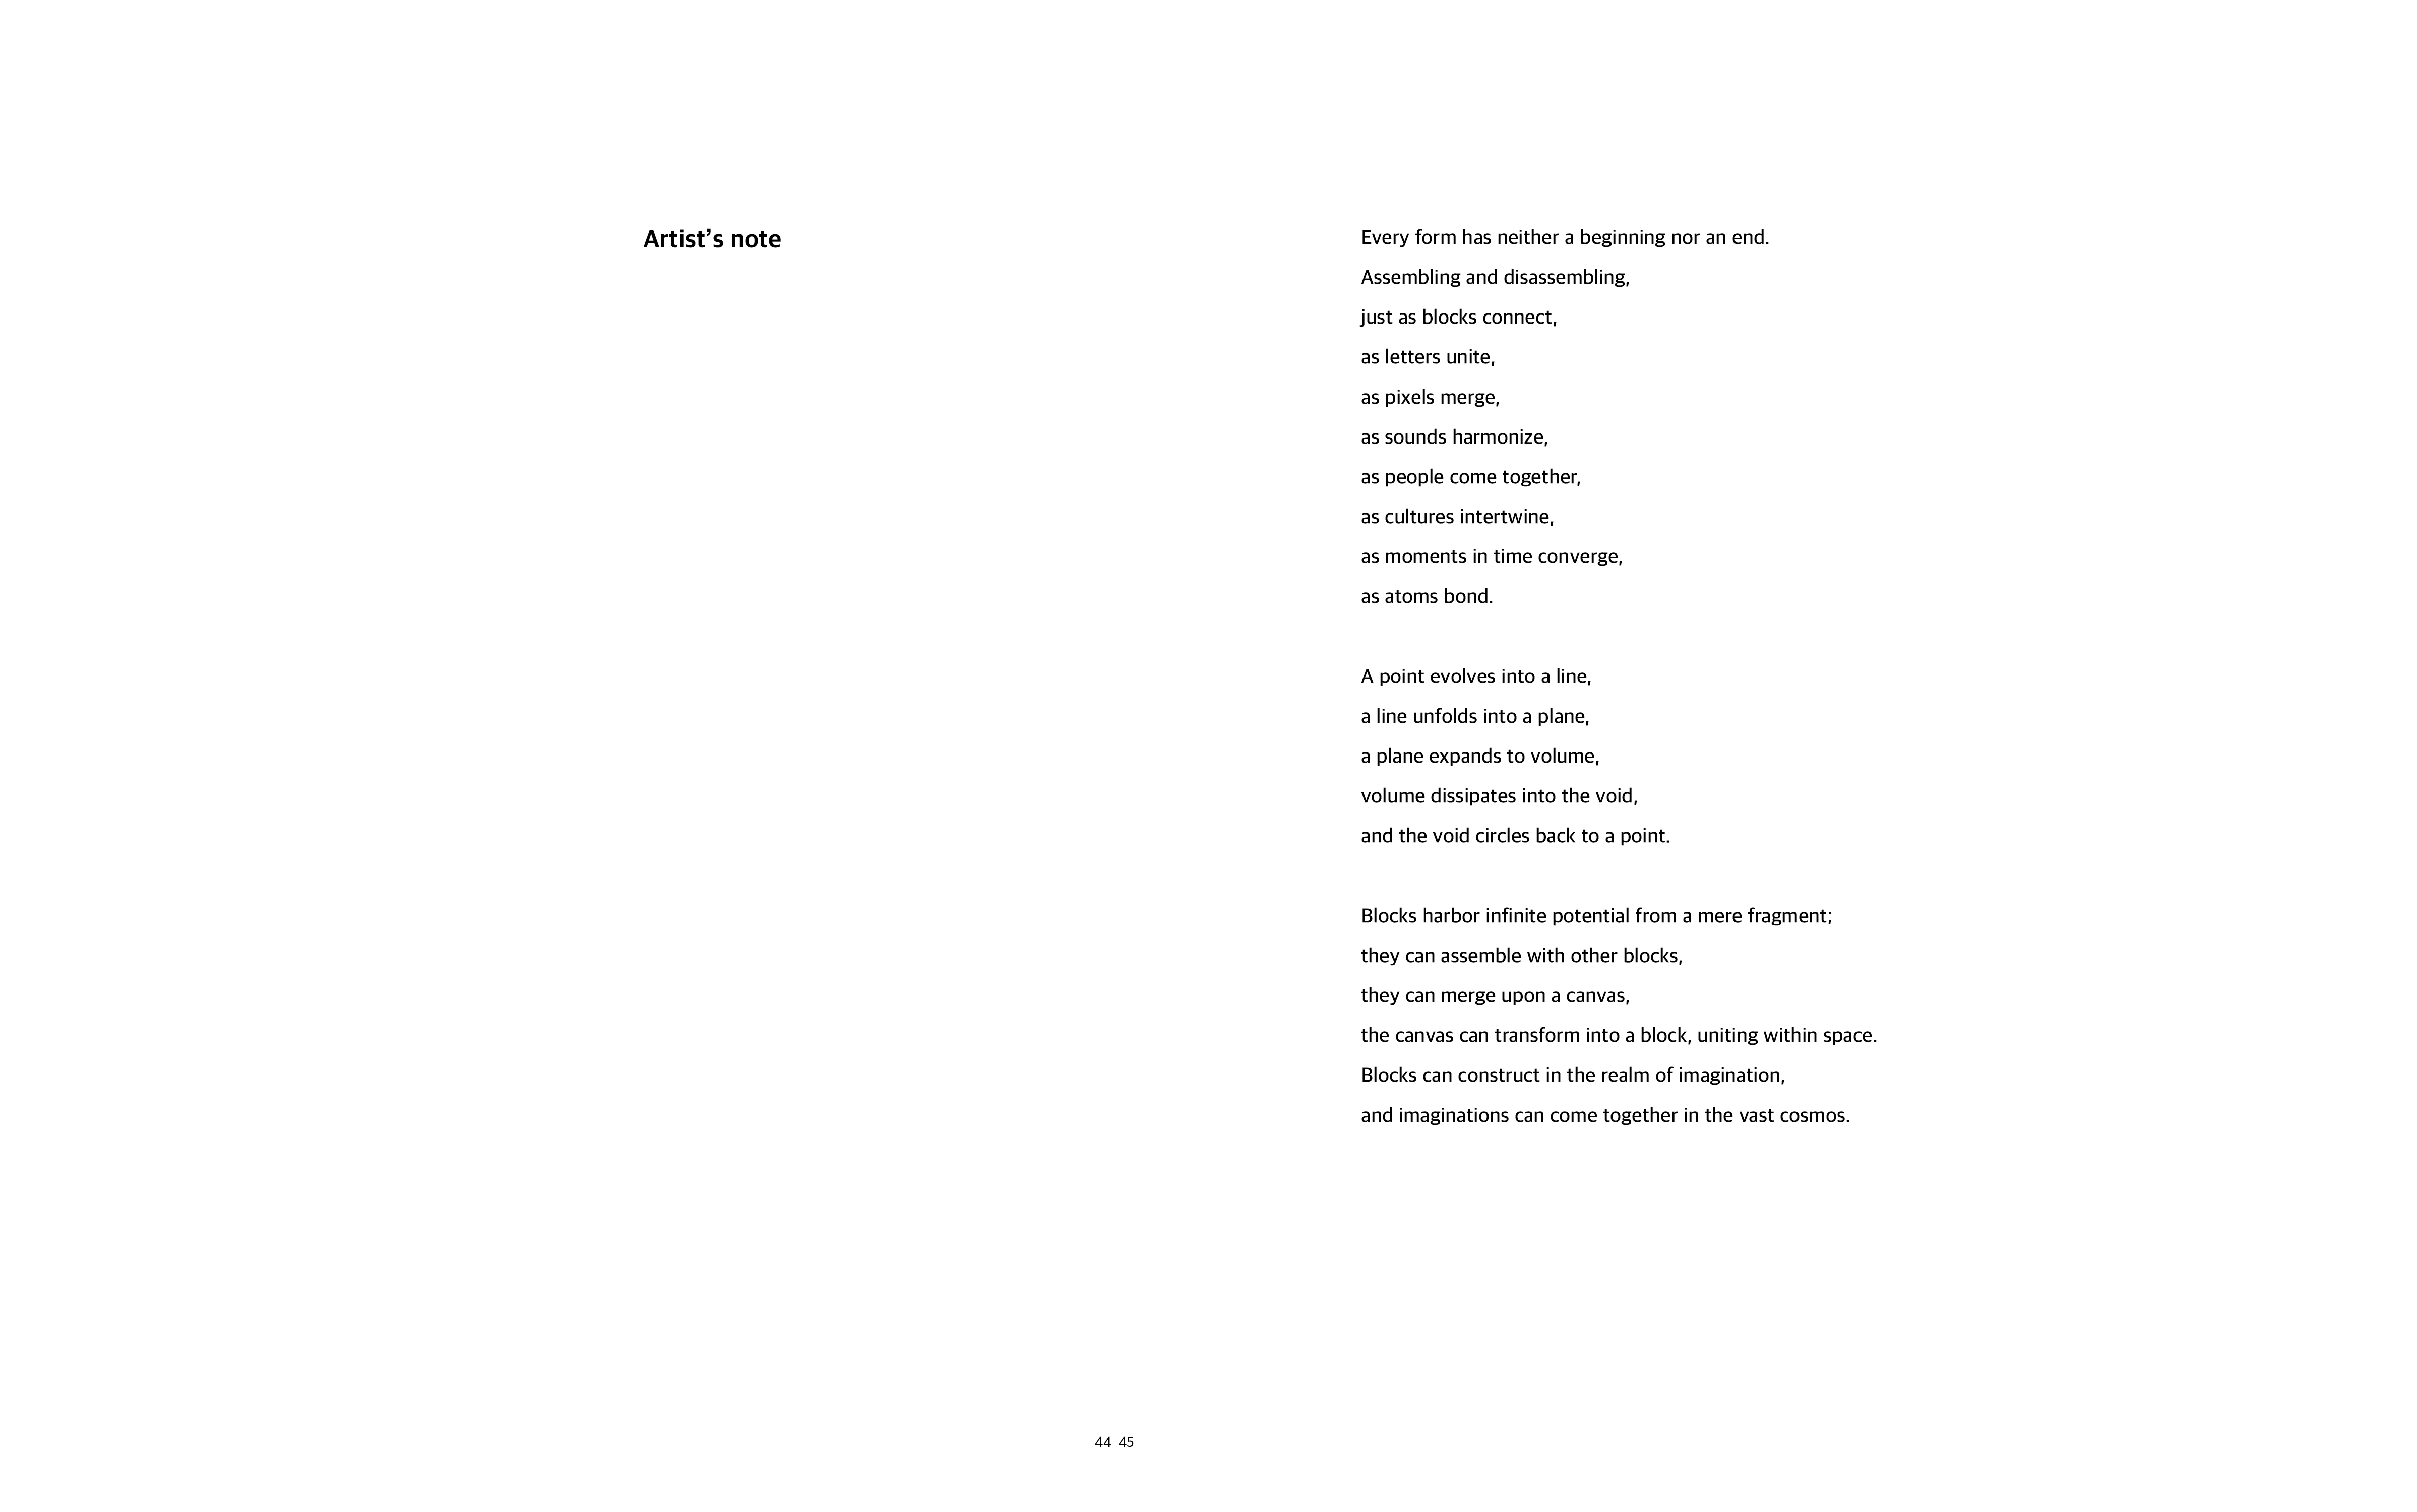 Artist’s note
Every form has neither a beginning nor an end.
Assembling and disassembling,
just as blocks connect,
as letters unite,
as pixels merge,
as sounds harmonize,
as people come together,
as cultures intertwine,
as moments in time converge,
as atoms bond.
A point evolves into a line,
a line unfolds into a plane,
a plane expands to volume,
volume dissipates into the void,
and the void circles back to a point.
Blocks harbor infinite potential from a mere fragment;
they can assemble with other blocks,
they can merge upon a canvas,
the canvas can transform into a block, uniting within space.
Blocks can construct in the realm of imagination,
and imaginations can come together in the vast cosmos.
44 45